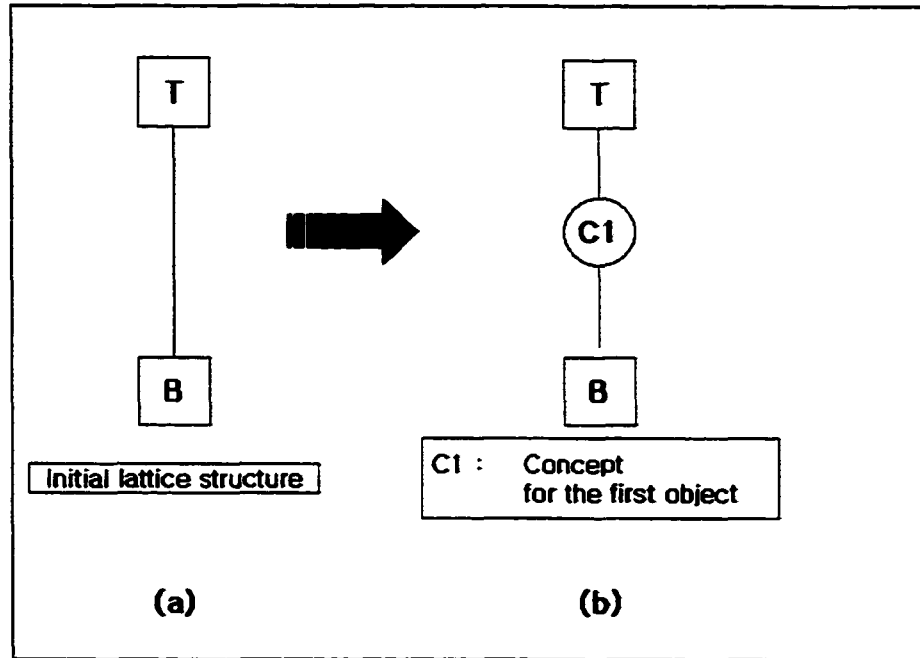 T
B
Initial lattice structure
(a)
T
C1
B
C1 : Concept
for the first object
(b)